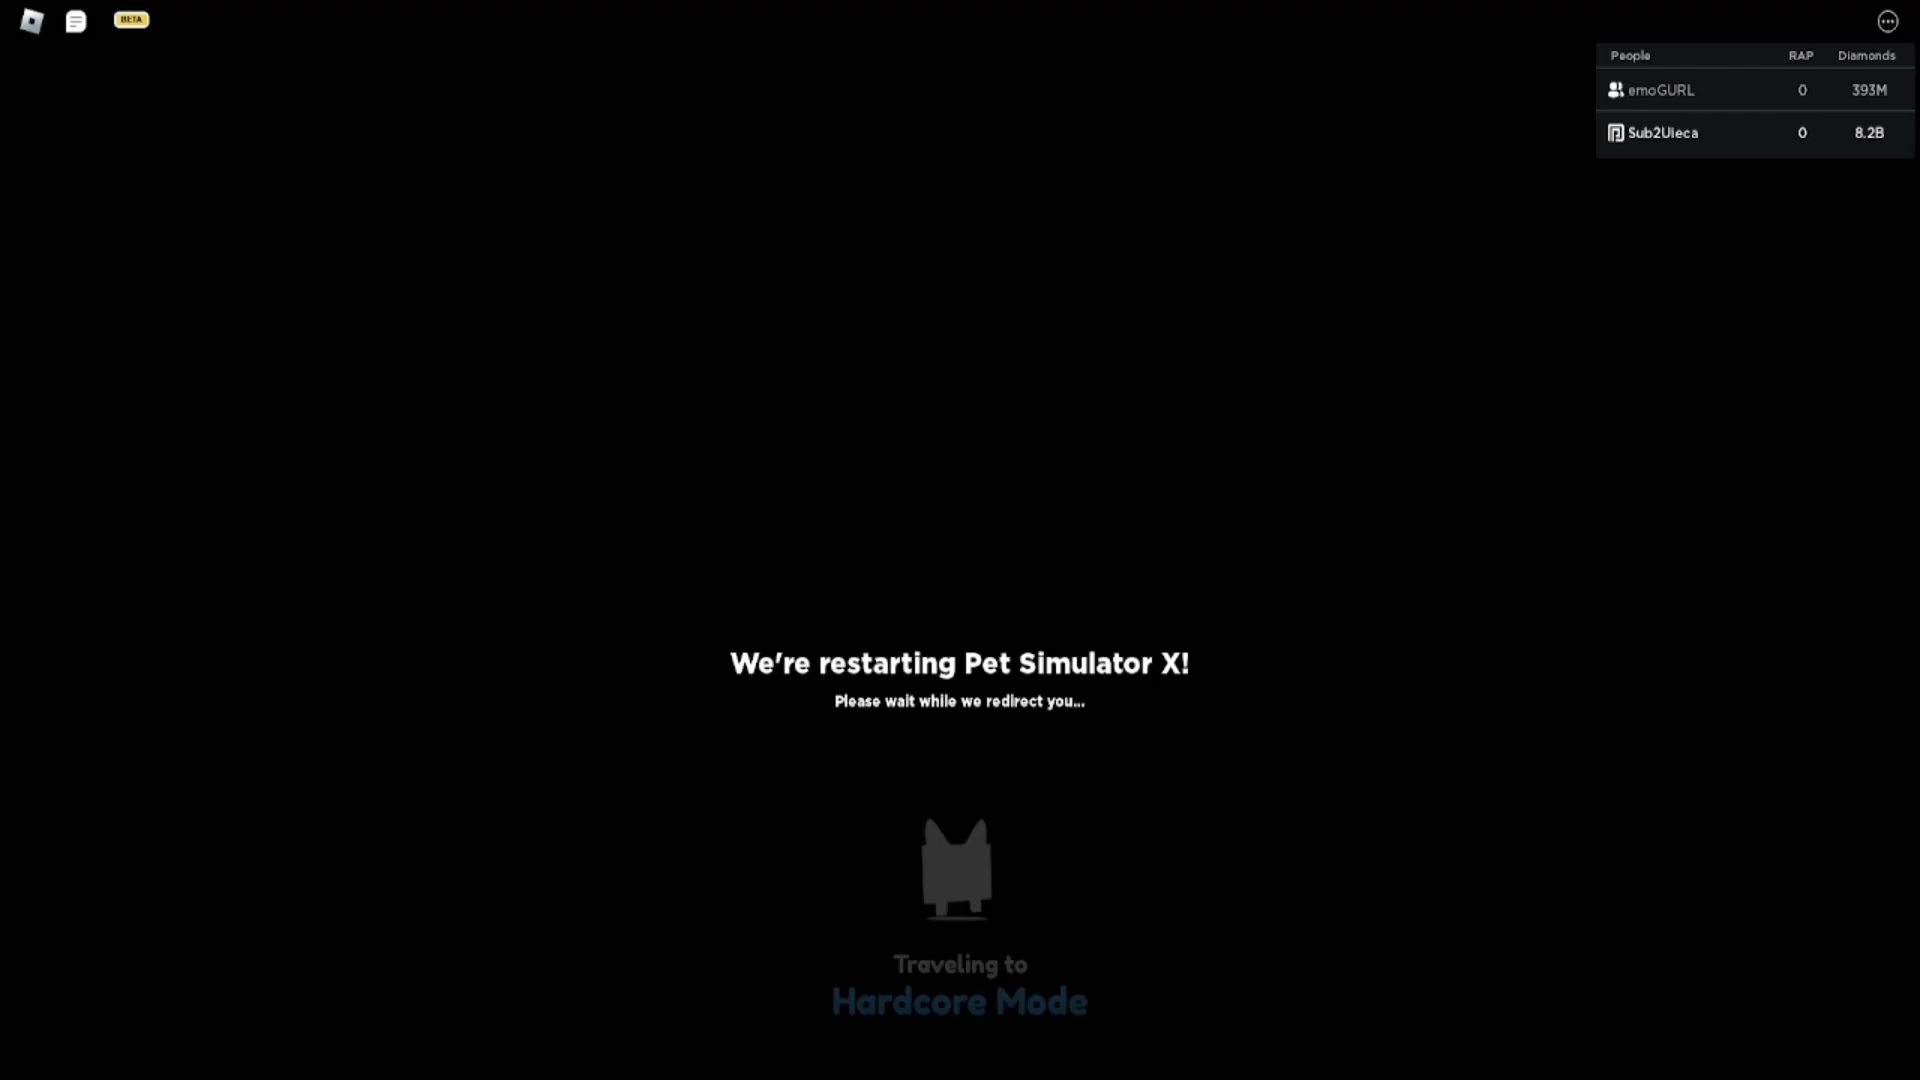 BETA
People RAP Diamonds
emoGURL 0 393M
Sub2Uieca 0 8.2B
We're restarting Pet Simulator X!
Please wait while we redirect you...
Traveling to
Hardcore Mode